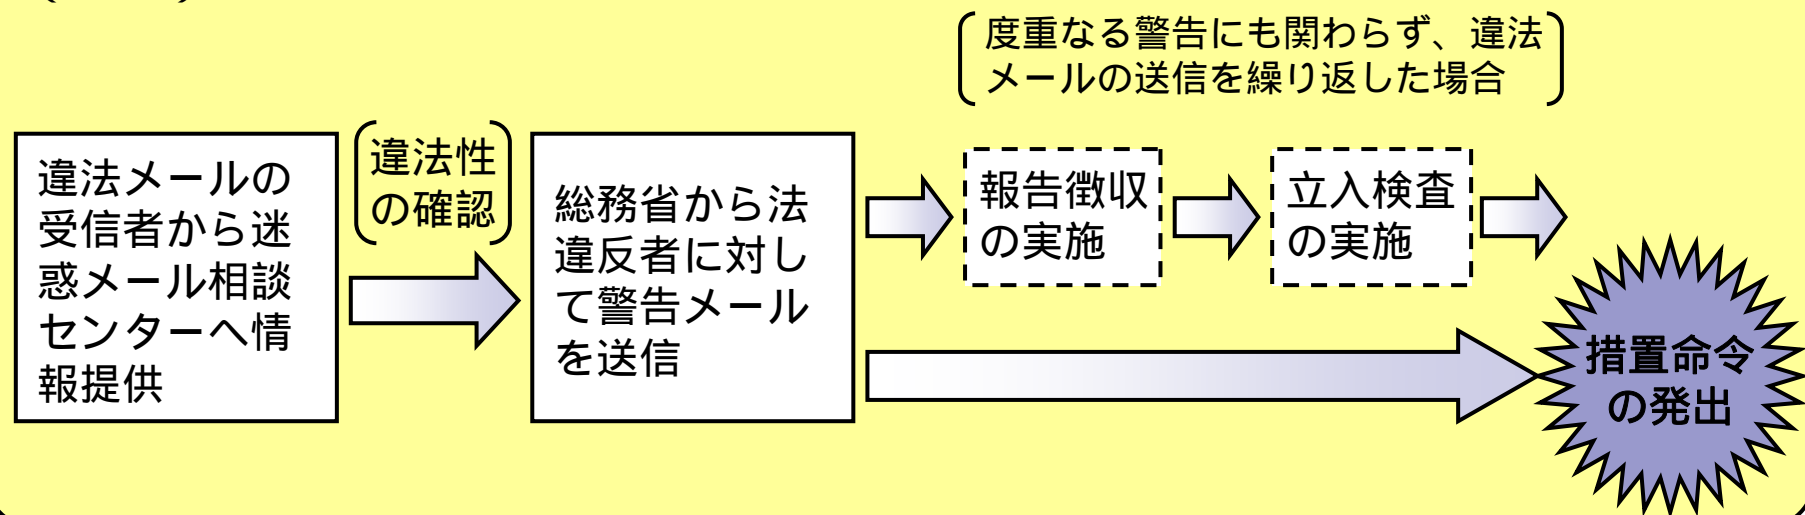 度重なる警告にも関わらず、違法
メールの送信を繰り返した場合
違法メールの
受信者から迷
惑メール相談
センターへ情
報提供
違法性
の確認
総務省から法
違反者に対し
て警告メール
を送信
報告徴収
の実施
立入検査
の実施
措置命令
の発出